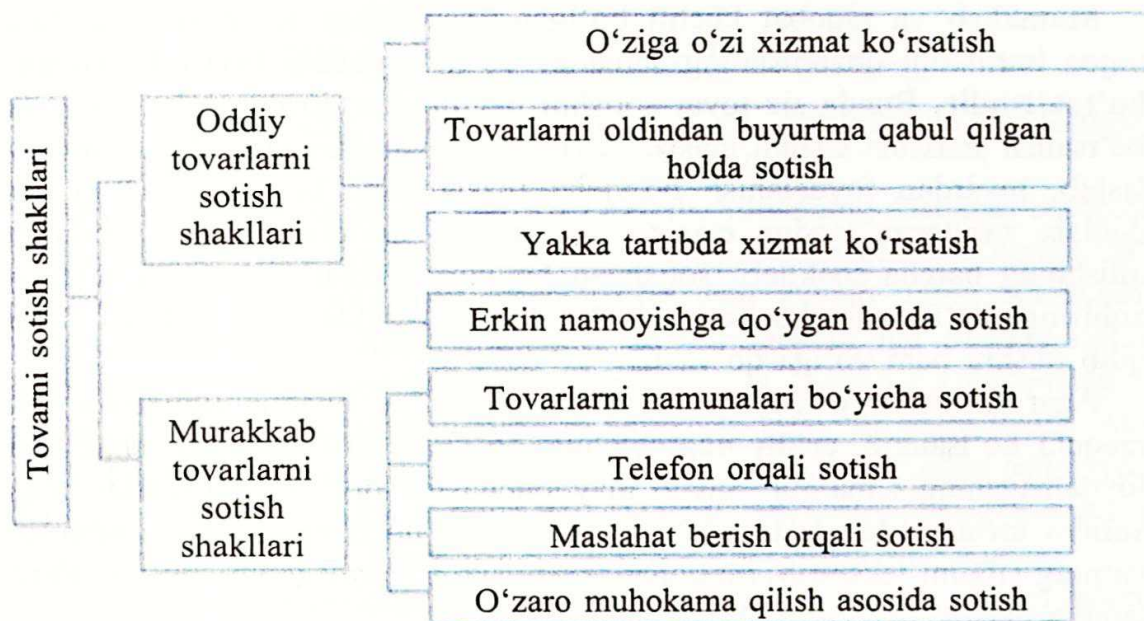 Tovarni sotish shakllari
Oddiy
tovarlarni
sotish
shakllari
O‘ziga o‘zi xizmat ko‘rsatish
Tovarlarni oldindan buyurtma qabul qilgan
holda sotish
Yakka tartibda xizmat ko‘rsatish
Erkin namoyishga qo‘ygan holda sotish
Murakkab
tovarlarni
sotish
shakllari
Tovarlarni namunalari bo‘yicha sotish
Telefon orqali sotish
Maslahat berish orqali sotish
O‘zaro muhokama qilish asosida sotish